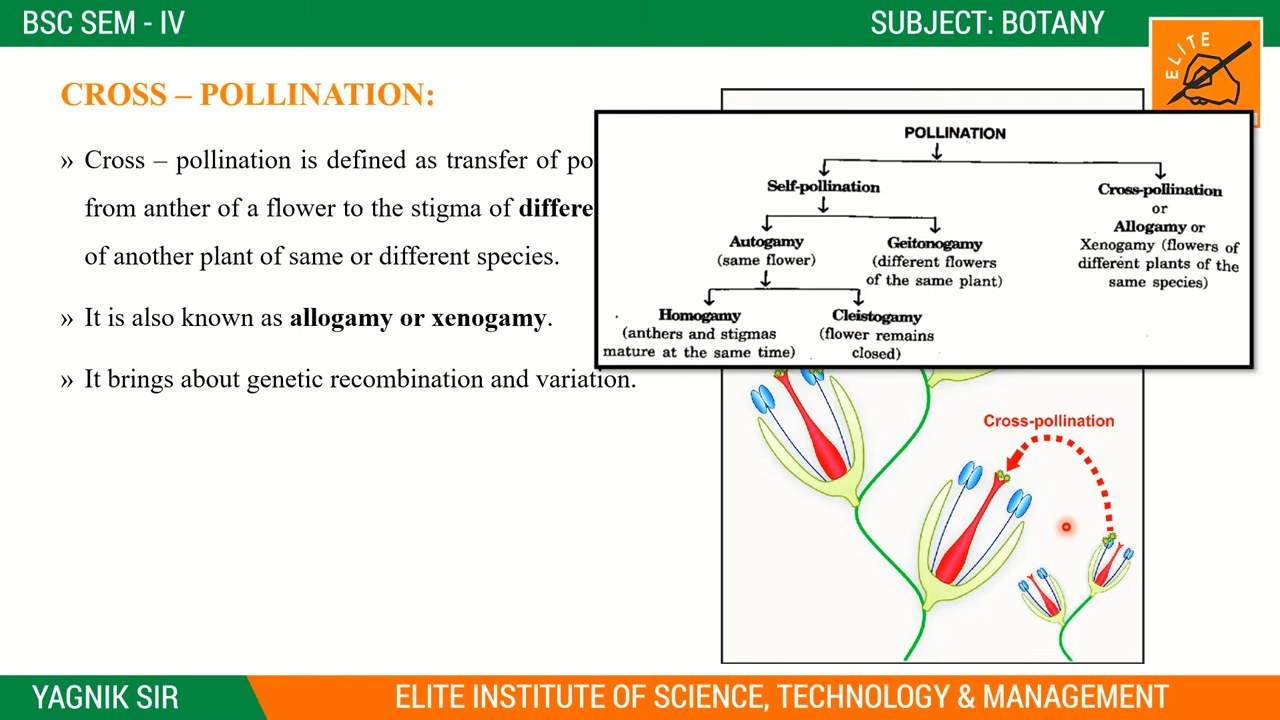 BSC SEM - IV
SUBJECT: BOTANY
ELITE
CROSS – POLLINATION:
» Cross – pollination is defined as transfer of po
from anther of a flower to the stigma of differe
of another plant of same or different species.
» It is also known as allogamy or xenogamy.
» It brings about genetic recombination and variation.
POLLINATION
Self-pollination
Cross-pollination
or
Allogamy or
Xenogamy (flowers of
different plants of the
same species)
Autogamy
(same flower)
Geitonogamy
(different flowers
of the same plant)
Homogamy
(anthers and stigmas
mature at the same time)
Cleistogamy
(flower remains
closed)
Cross-pollination
YAGNIK SIR
ELITE INSTITUTE OF SCIENCE, TECHNOLOGY & MANAGEMENT